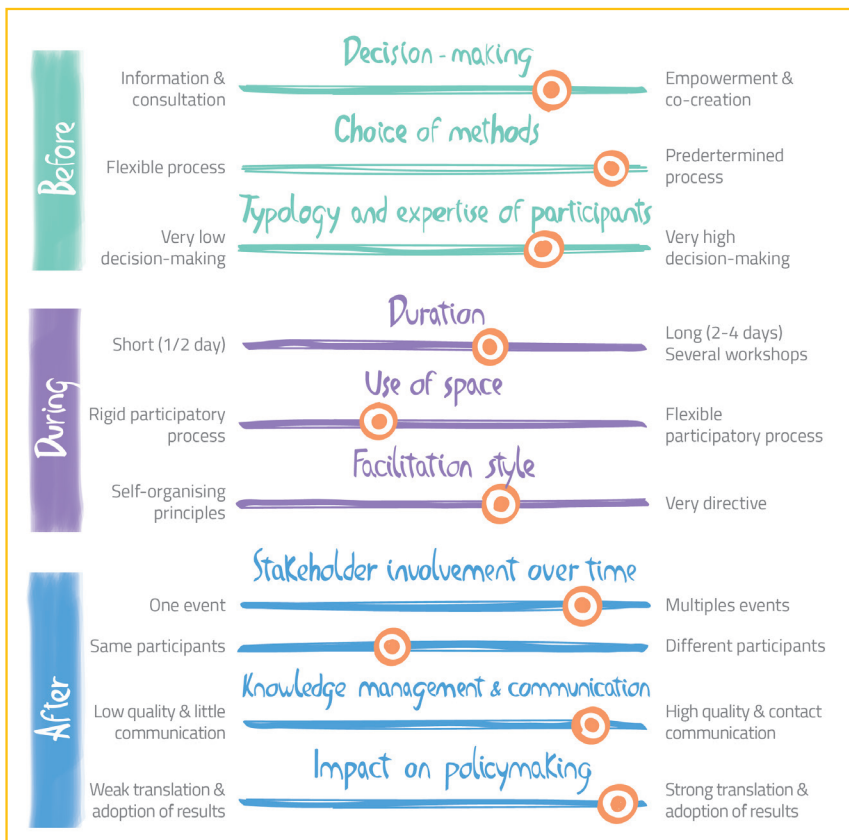 Before
Decision-making
Information &
consultation
Empowerment &
co-creation
Choice of methods
Flexible process
Predertermined
process
Typology and expertise of participants
Very low
decision-making
Very high
decision-making
During
Duration
Short (1/2 day)
Long (2-4 days)
Several workshops
Use of space
Rigid participatory
process
Flexible
participatory process
Facilitation style
Self-organising
principles
Very directive
After
Stakeholder involvement over time
One event
Multiples events
Same participants
Different participants
Knowledge management & communication
Low quality & little
communication
High quality & contact
communication
Impact on policymaking
Weak translation &
adoption of results
Strong translation &
adoption of results